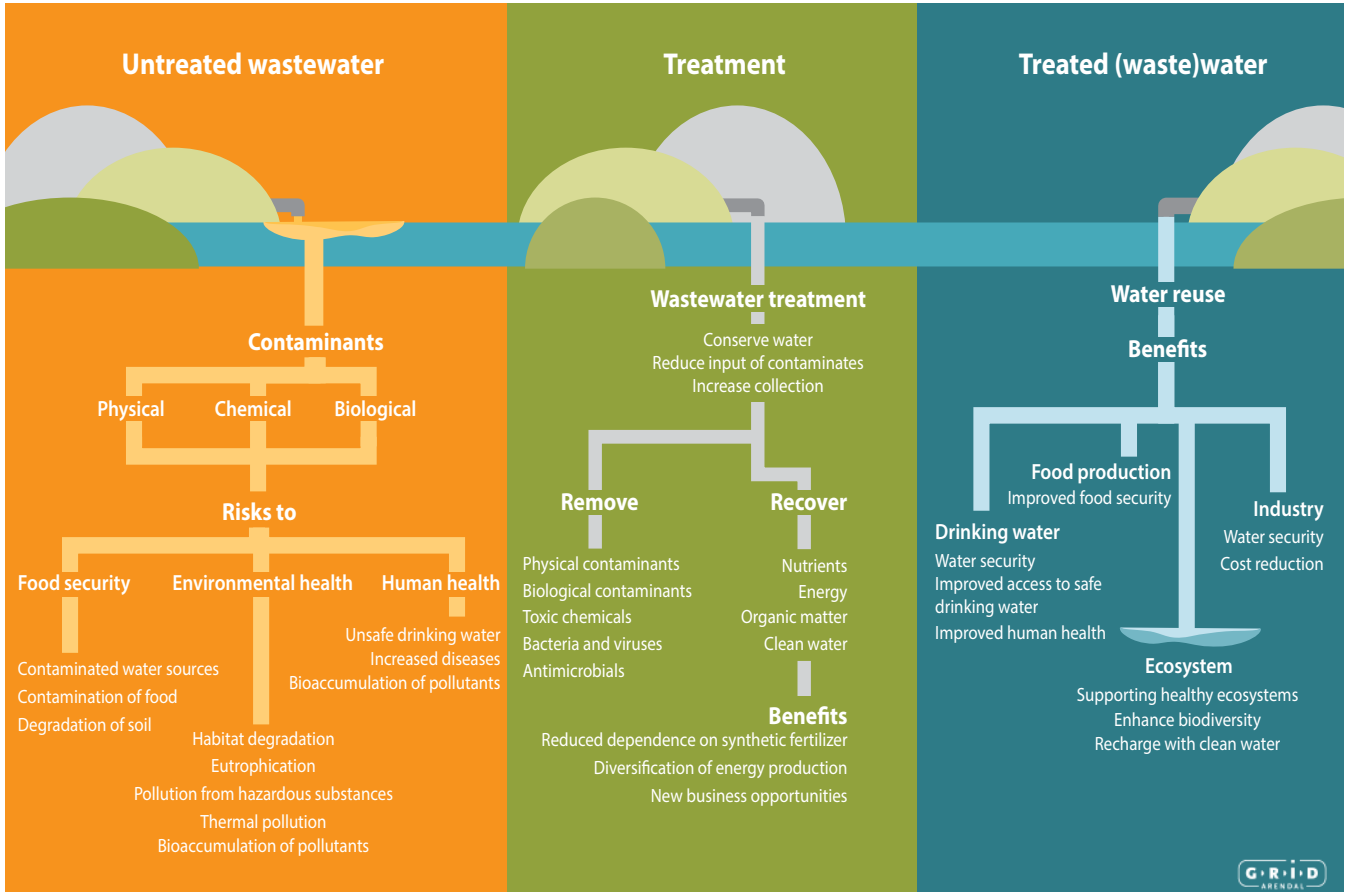 Untreated wastewater
Contaminants
Physical
Chemical
Biological
Risks to
Food security
Environmental health
Human health
Unsafe drinking water
Increased diseases
Bioaccumulation of pollutants
Contaminated water sources
Contamination of food
Degradation of soil
Habitat degradation
Eutrophication
Pollution from hazardous substances
Thermal pollution
Bioaccumulation of pollutants
Treatment
Wastewater treatment
Conserve water
Reduce input of contaminates
Increase collection
Remove
Physical contaminants
Biological contaminants
Toxic chemicals
Bacteria and viruses
Antimicrobials
Recover
Nutrients
Energy
Organic matter
Clean water
Benefits
Reduced dependence on synthetic fertilizer
Diversification of energy production
New business opportunities
Treated (waste)water
Water reuse
Benefits
Drinking water
Water security
Improved access to safe
drinking water
Improved human health
Food production
Improved food security
Ecosystem
Supporting healthy ecosystems
Enhance biodiversity
Recharge with clean water
Industry
Water security
Cost reduction
G·R·i·D
ARENDAL